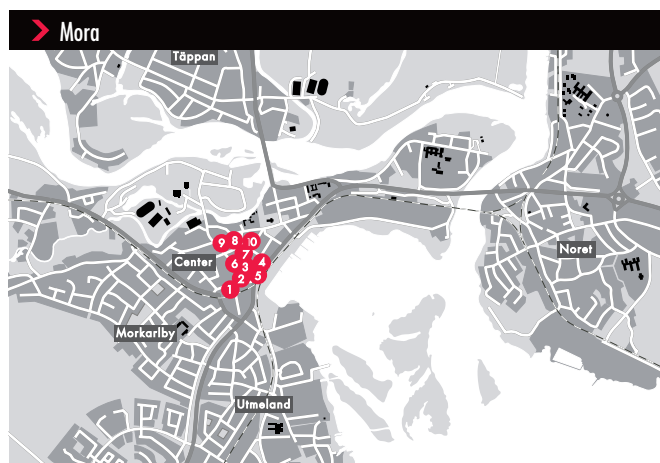 Mora
Täppan
9 8 10
7
Center
6 3 4
2 5
1
Noret
Morkarlby
Utmeland